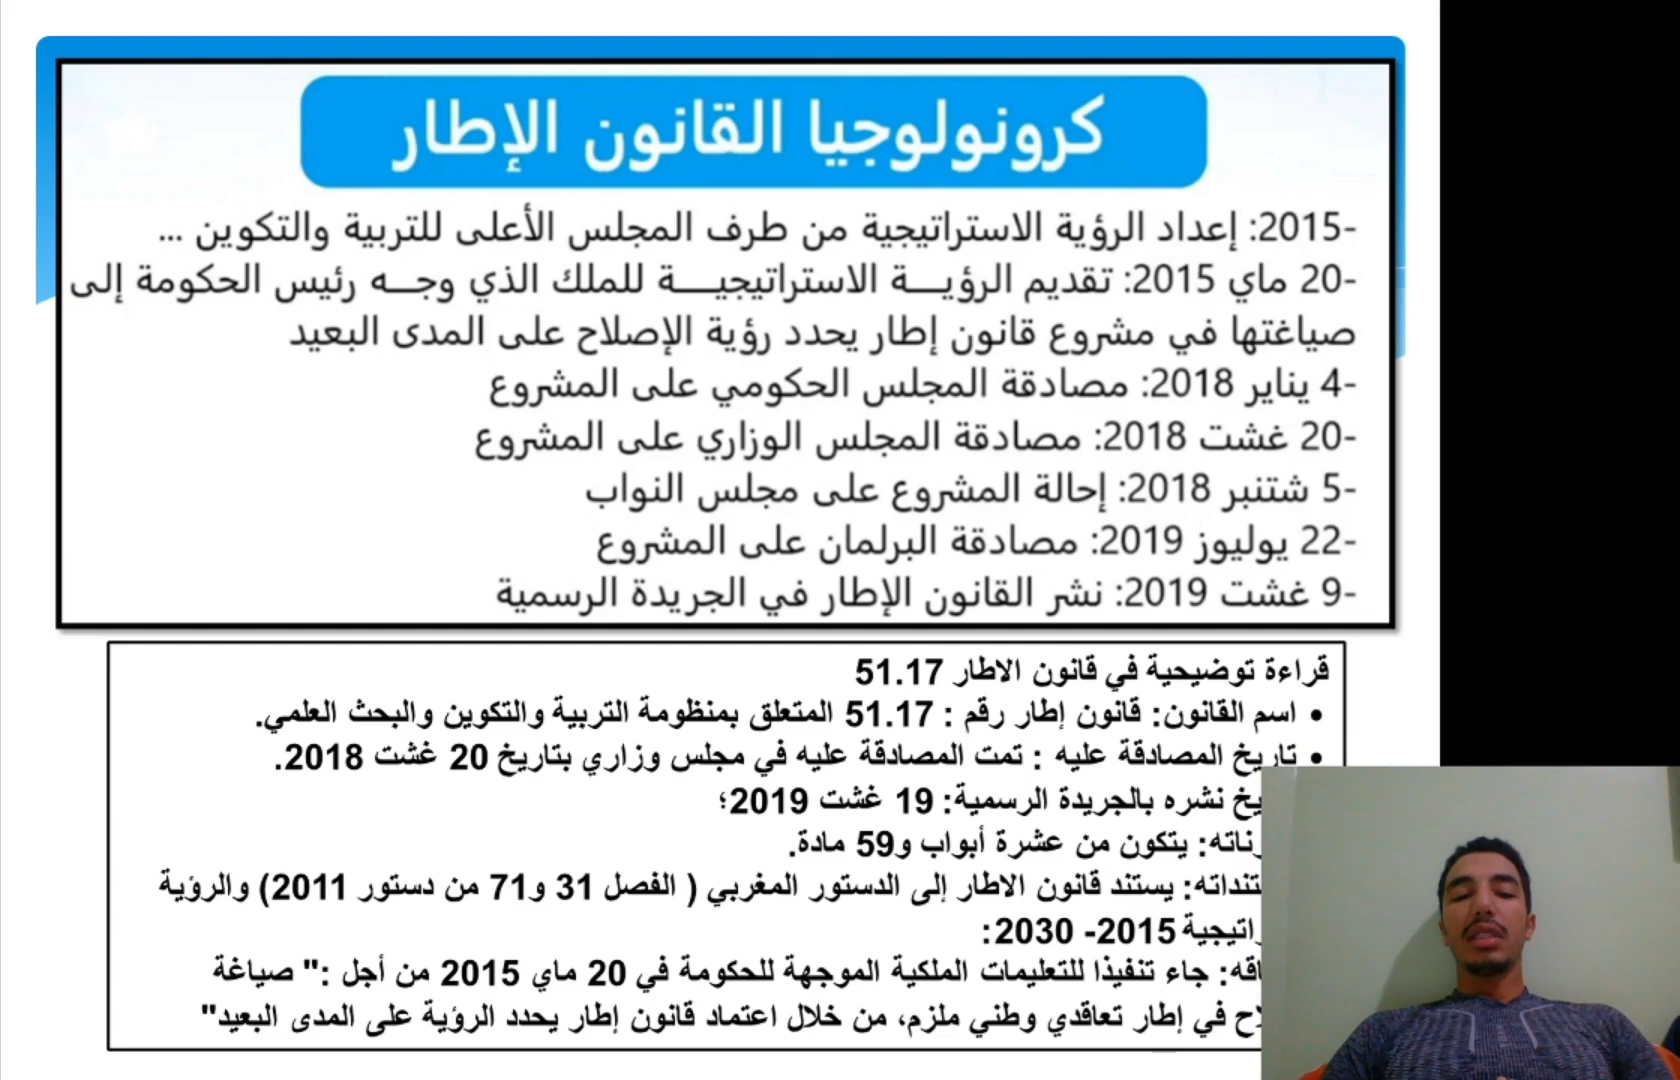 كرونولوجيا القانون الإطار
-2015: إعداد الرؤية الاستراتيجية من طرف المجلس الأعلى للتربية والتكوين ...
-20 ماي 2015: تقديم الرؤيـــة الاستراتيجيـــة للملك الذي وجـــه رئيس الحكومة إلى
صياغتها في مشروع قانون إطار يحدد رؤية الإصلاح على المدى البعيد
-4 يناير 2018: مصادقة المجلس الحكومي على المشروع
-20 غشت 2018: مصادقة المجلس الوزاري على المشروع
-5 شتنبر 2018: إحالة المشروع على مجلس النواب
-22 يوليوز 2019: مصادقة البرلمان على المشروع
-9 غشت 2019: نشر القانون الإطار في الجريدة الرسمية
قراءة توضيحية في قانون الاطار 51.17
• اسم القانون: قانون إطار رقم : 51.17 المتعلق بمنظومة التربية والتكوين والبحث العلمي.
• تاريخ المصادقة عليه : تمت المصادقة عليه في مجلس وزاري بتاريخ 20 غشت 2018.
نشره بالجريدة الرسمية: 19 غشت 2019؛
يتكون من عشرة أبواب و59 مادة.
يستند قانون الاطار إلى الدستور المغربي ( الفصل 31 و71 من دستور 2011) والرؤية
2015- 2030:
جاء تنفيذا للتعليمات الملكية الموجهة للحكومة في 20 ماي 2015 من أجل :" صياغة
في إطار تعاقدي وطني ملزم، من خلال اعتماد قانون إطار يحدد الرؤية على المدى البعيد"